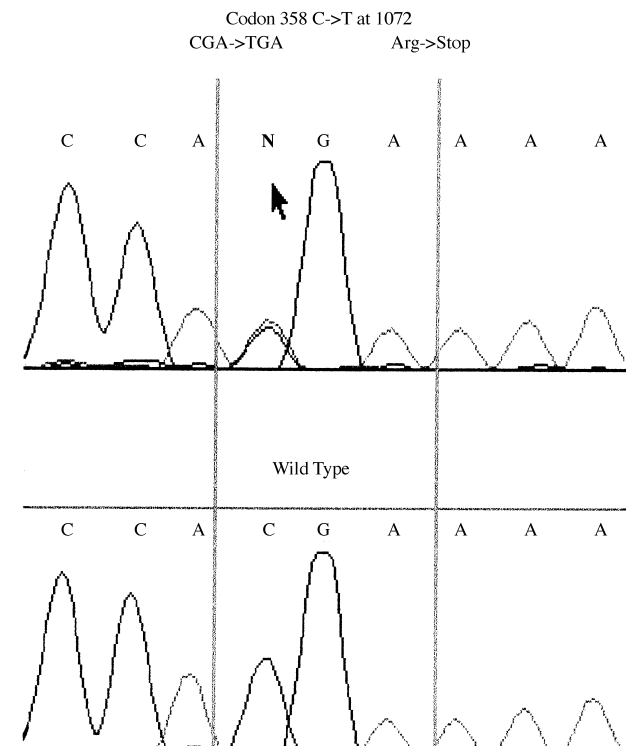 Codon 358 C->T at 1072
CGA->TGA Arg->Stop
C C A N G A A A A
Wild Type
C C A C G A A A A